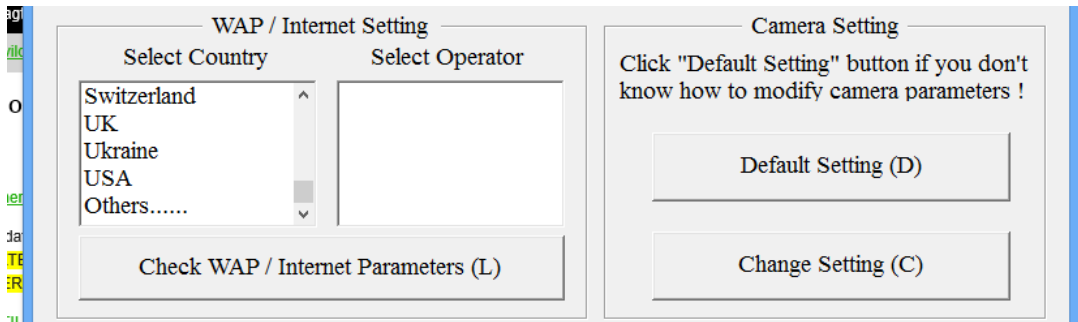 WAP / Internet Setting
Select Country
Select Operator
Switzerland
UK
Ukraine
USA
Others......
Check WAP / Internet Parameters (L)
Camera Setting
Click "Default Setting" button if you don't
know how to modify camera parameters !
Default Setting (D)
Change Setting (C)